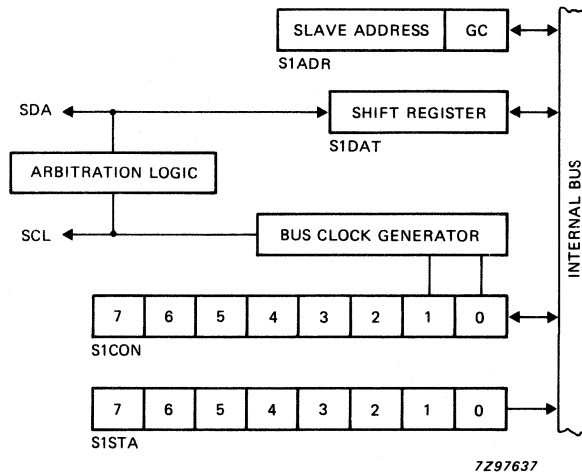 SLAVE ADDRESS GC
S1ADR
SDA
SHIFT REGISTER
S1DAT
ARBITRATION LOGIC
SCL
BUS CLOCK GENERATOR
7 6 5 4 3 2 1 0
S1CON
7 6 5 4 3 2 1 0
S1STA
INTERNAL BUS
7Z97637